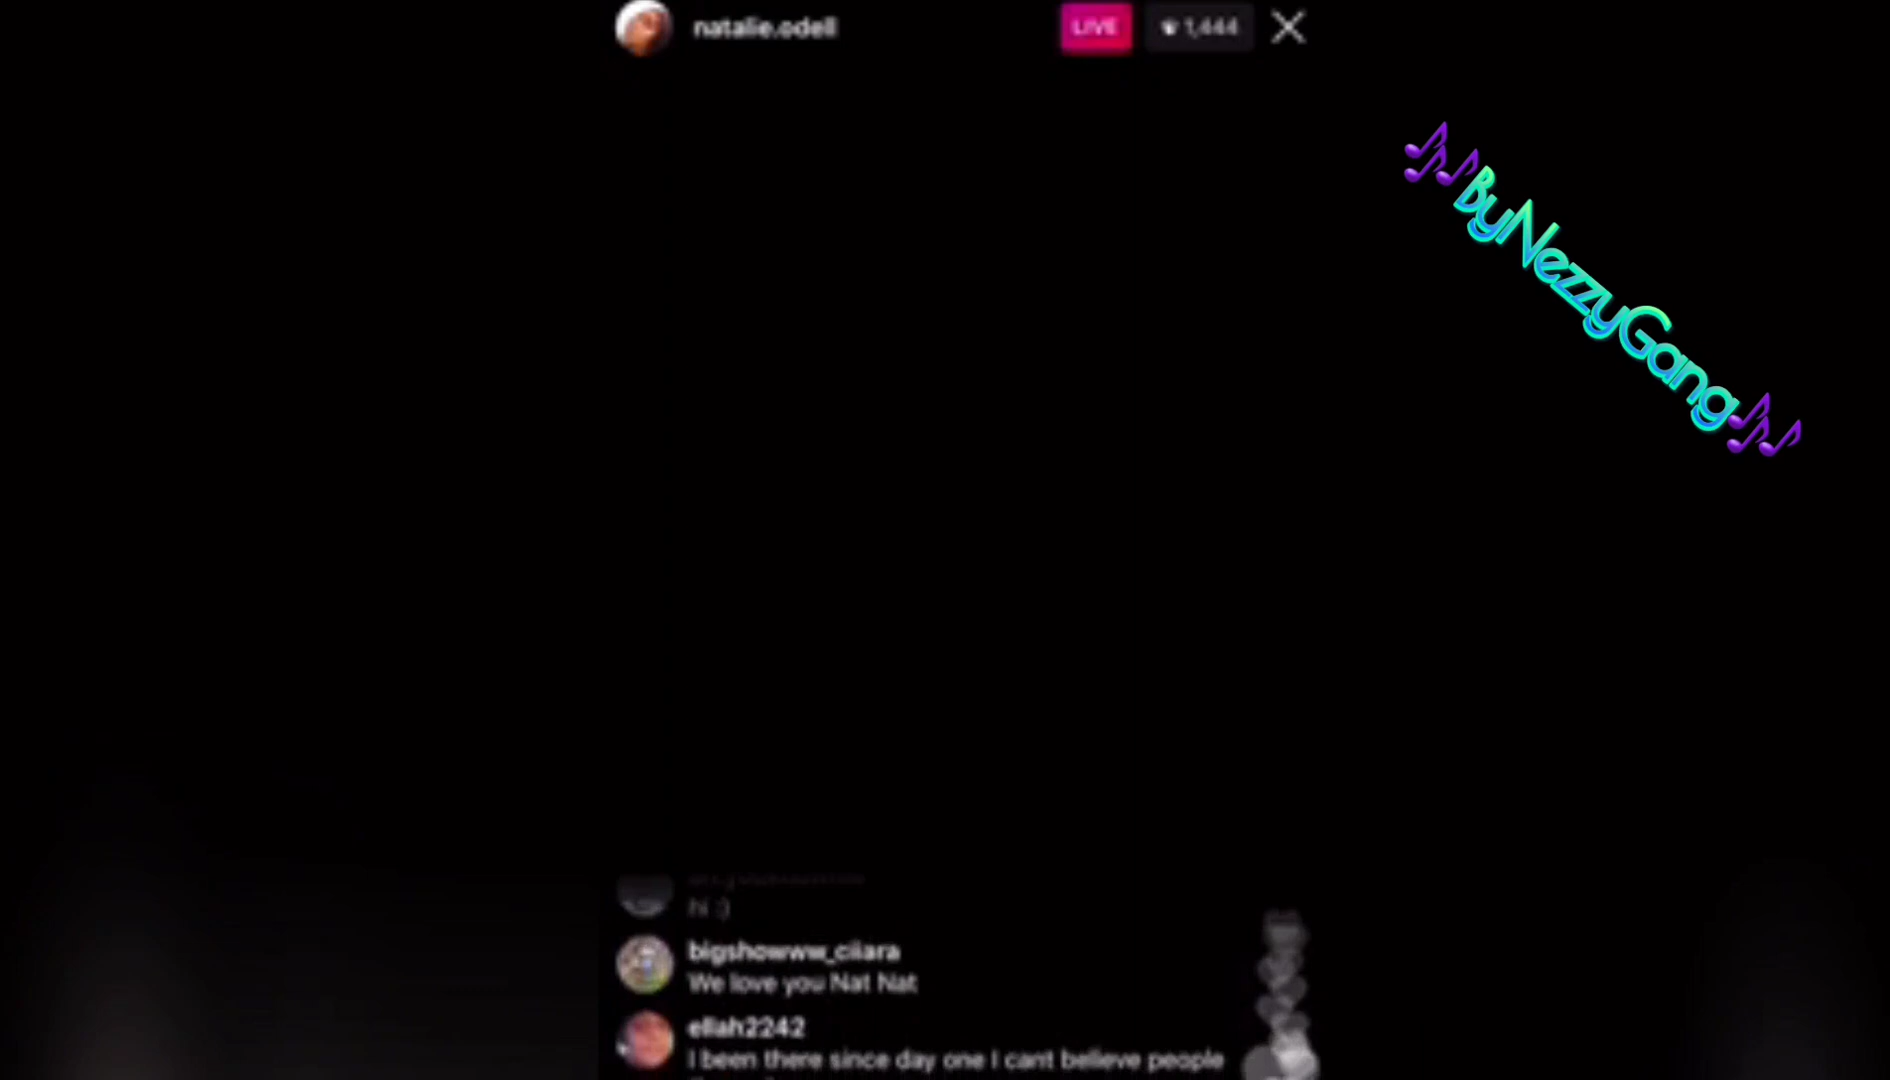 natalie.odell
LIVE
1,444
ByNezzyGang
hi :)
bigshowww_ciiara
We love you Nat Nat
ellah2242
I been there since day one I cant believe people